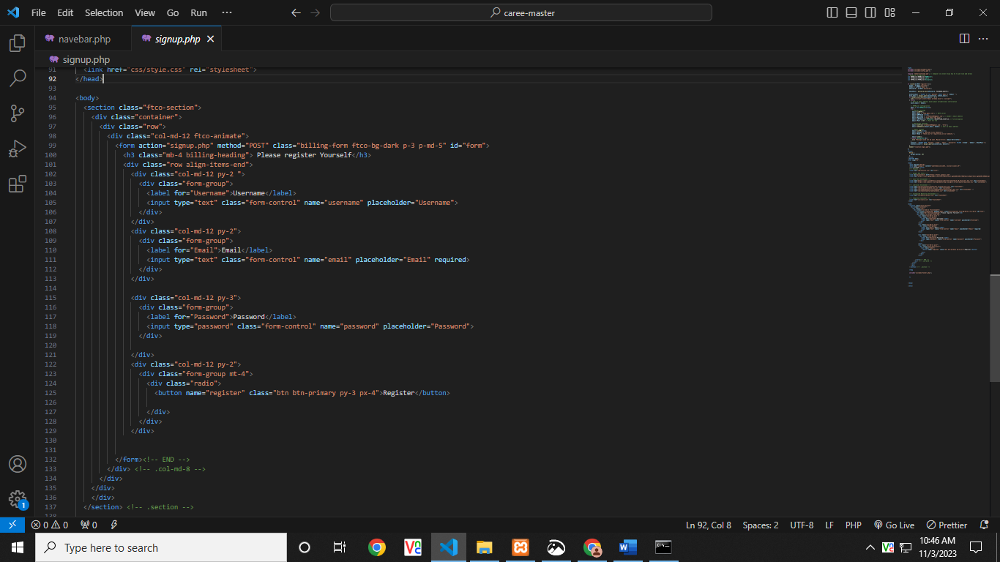 File Edit Selection View Go Run ··· caree-master
navebar.php signup.php
signup.php
91 <link href="css/style.css" rel="stylesheet">
92 </head>
93
94 <body>
95 <section class="ftco-section">
96 <div class="container">
97 <div class="row">
98 <div class="col-md-12 ftco-animate">
99 <form action="signup.php" method="POST" class="billing-form ftco-bg-dark p-3 p-md-5" id="form">
100 <h3 class="mb-4 billing-heading"> Please register Yourself</h3>
101 <div class="row align-items-end">
102 <div class="col-md-12 py-2 ">
103 <div class="form-group">
104 <label for="Username">Username</label>
105 <input type="text" class="form-control" name="username" placeholder="Username">
106 </div>
107 </div>
108 <div class="col-md-12 py-2">
109 <div class="form-group">
110 <label for="Email">Email</label>
111 <input type="text" class="form-control" name="email" placeholder="Email" required>
112 </div>
113 </div>
114
115 <div class="col-md-12 py-3">
116 <div class="form-group">
117 <label for="Password">Password</label>
118 <input type="password" class="form-control" name="password" placeholder="Password">
119 </div>
120
121 </div>
122 <div class="col-md-12 py-2">
123 <div class="form-group mt-4">
124 <div class="radio">
125 <button name="register" class="btn btn-primary py-3 px-4">Register</button>
126
127 </div>
128 </div>
129 </div>
130
131
132 </form><!-- END -->
133 </div> <!-- .col-md-8 -->
134 </div>
135 </div>
136 </div>
137 </section> <!-- .section -->
138
0 0 0 Ln 92, Col 8 Spaces: 2 UTF-8 LF PHP Go Live Prettier
1
Type here to search
10:46 AM
11/3/2023